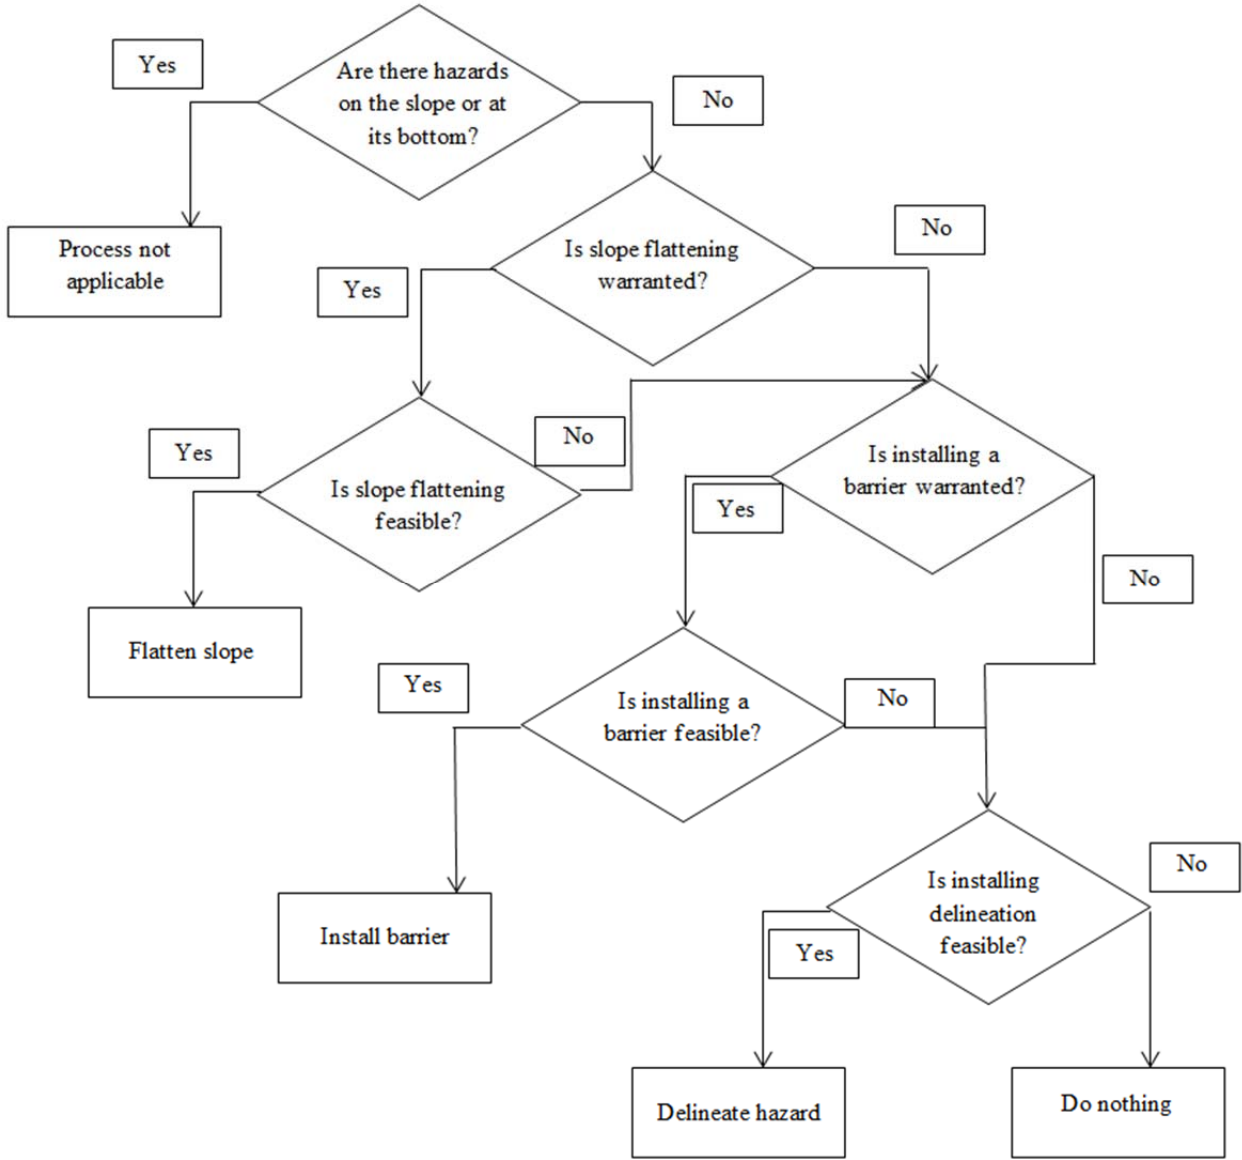 Yes
Are there hazards
on the slope or at
its bottom?
No
Process not
applicable
Yes
Is slope flattening
warranted?
No
Yes
Is slope flattening
feasible?
No
Is installing a
barrier warranted?
Yes
No
Flatten slope
Yes
Is installing a
barrier feasible?
No
Install barrier
Is installing
delineation
feasible?
Yes
No
Delineate hazard
Do nothing